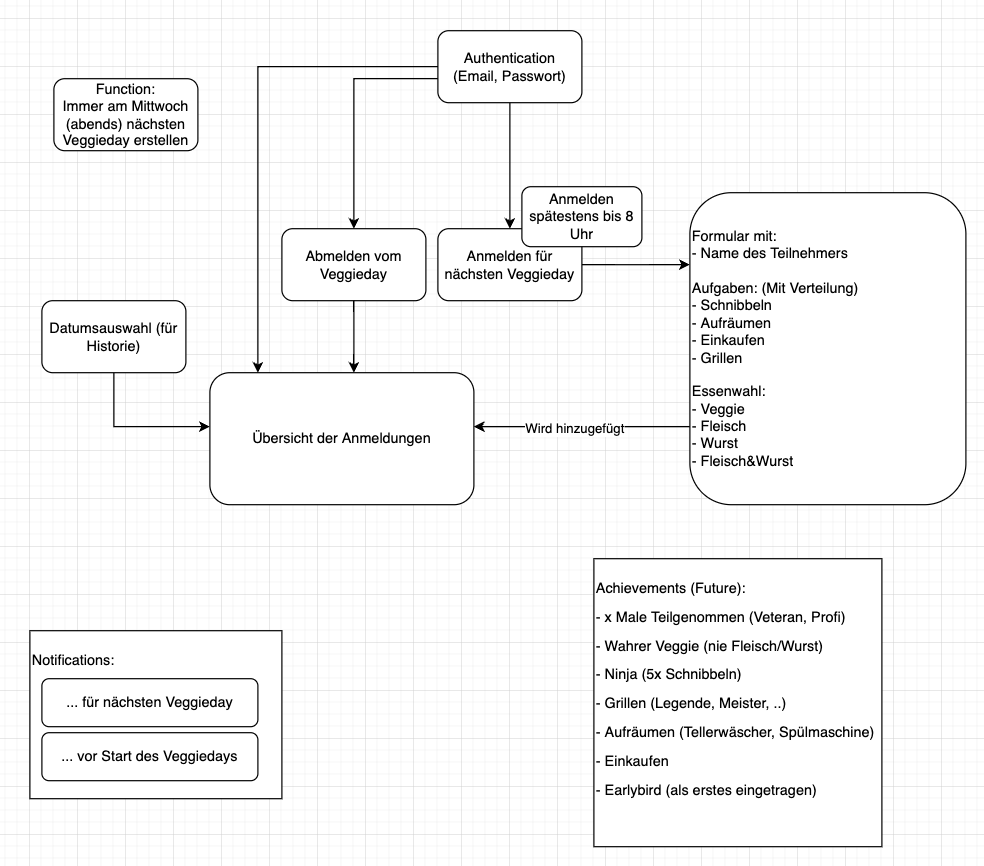 Authentication
(Email, Passwort)
Function:
Immer am Mittwoch
(abends) nächsten
Veggieday erstellen
Anmelden
spätestens bis 8
Uhr
Abmelden vom
Veggieday
Anmelden für
nächsten Veggieday
Formular mit:
- Name des Teilnehmers
Aufgaben: (Mit Verteilung)
- Schnibbeln
- Aufräumen
- Einkaufen
- Grillen
Essenwahl:
- Veggie
- Fleisch
- Wurst
- Fleisch&Wurst
Datumsauswahl (für
Historie)
Übersicht der Anmeldungen
Wird hinzugefügt
Achievements (Future):
- x Male Teilgenommen (Veteran, Profi)
- Wahrer Veggie (nie Fleisch/Wurst)
- Ninja (5x Schnibbeln)
- Grillen (Legende, Meister, ..)
- Aufräumen (Tellerwäscher, Spülmaschine)
- Einkaufen
- Earlybird (als erstes eingetragen)
Notifications:
... für nächsten Veggieday
... vor Start des Veggiedays